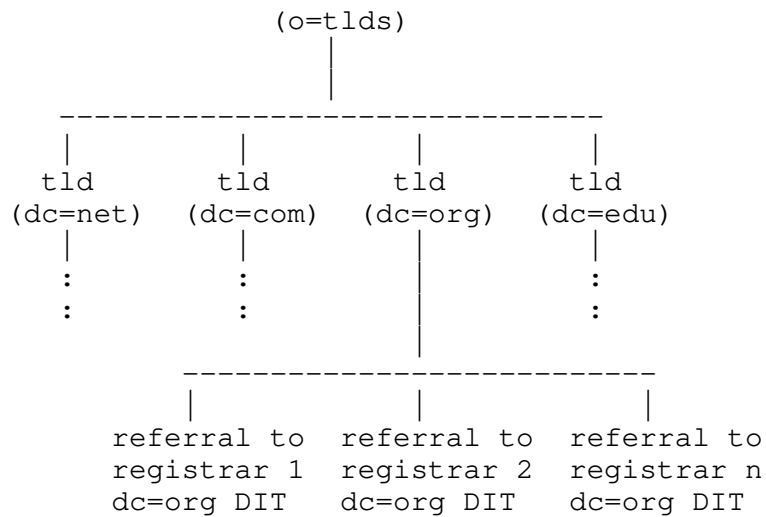 (o=tlds)
tld tld tld tld
(dc=net) (dc=com) (dc=org) (dc=edu)
: : :
: : :
referral to referral to referral to
registrar 1 registrar 2 registrar n
dc=org DIT dc=org DIT dc=org DIT